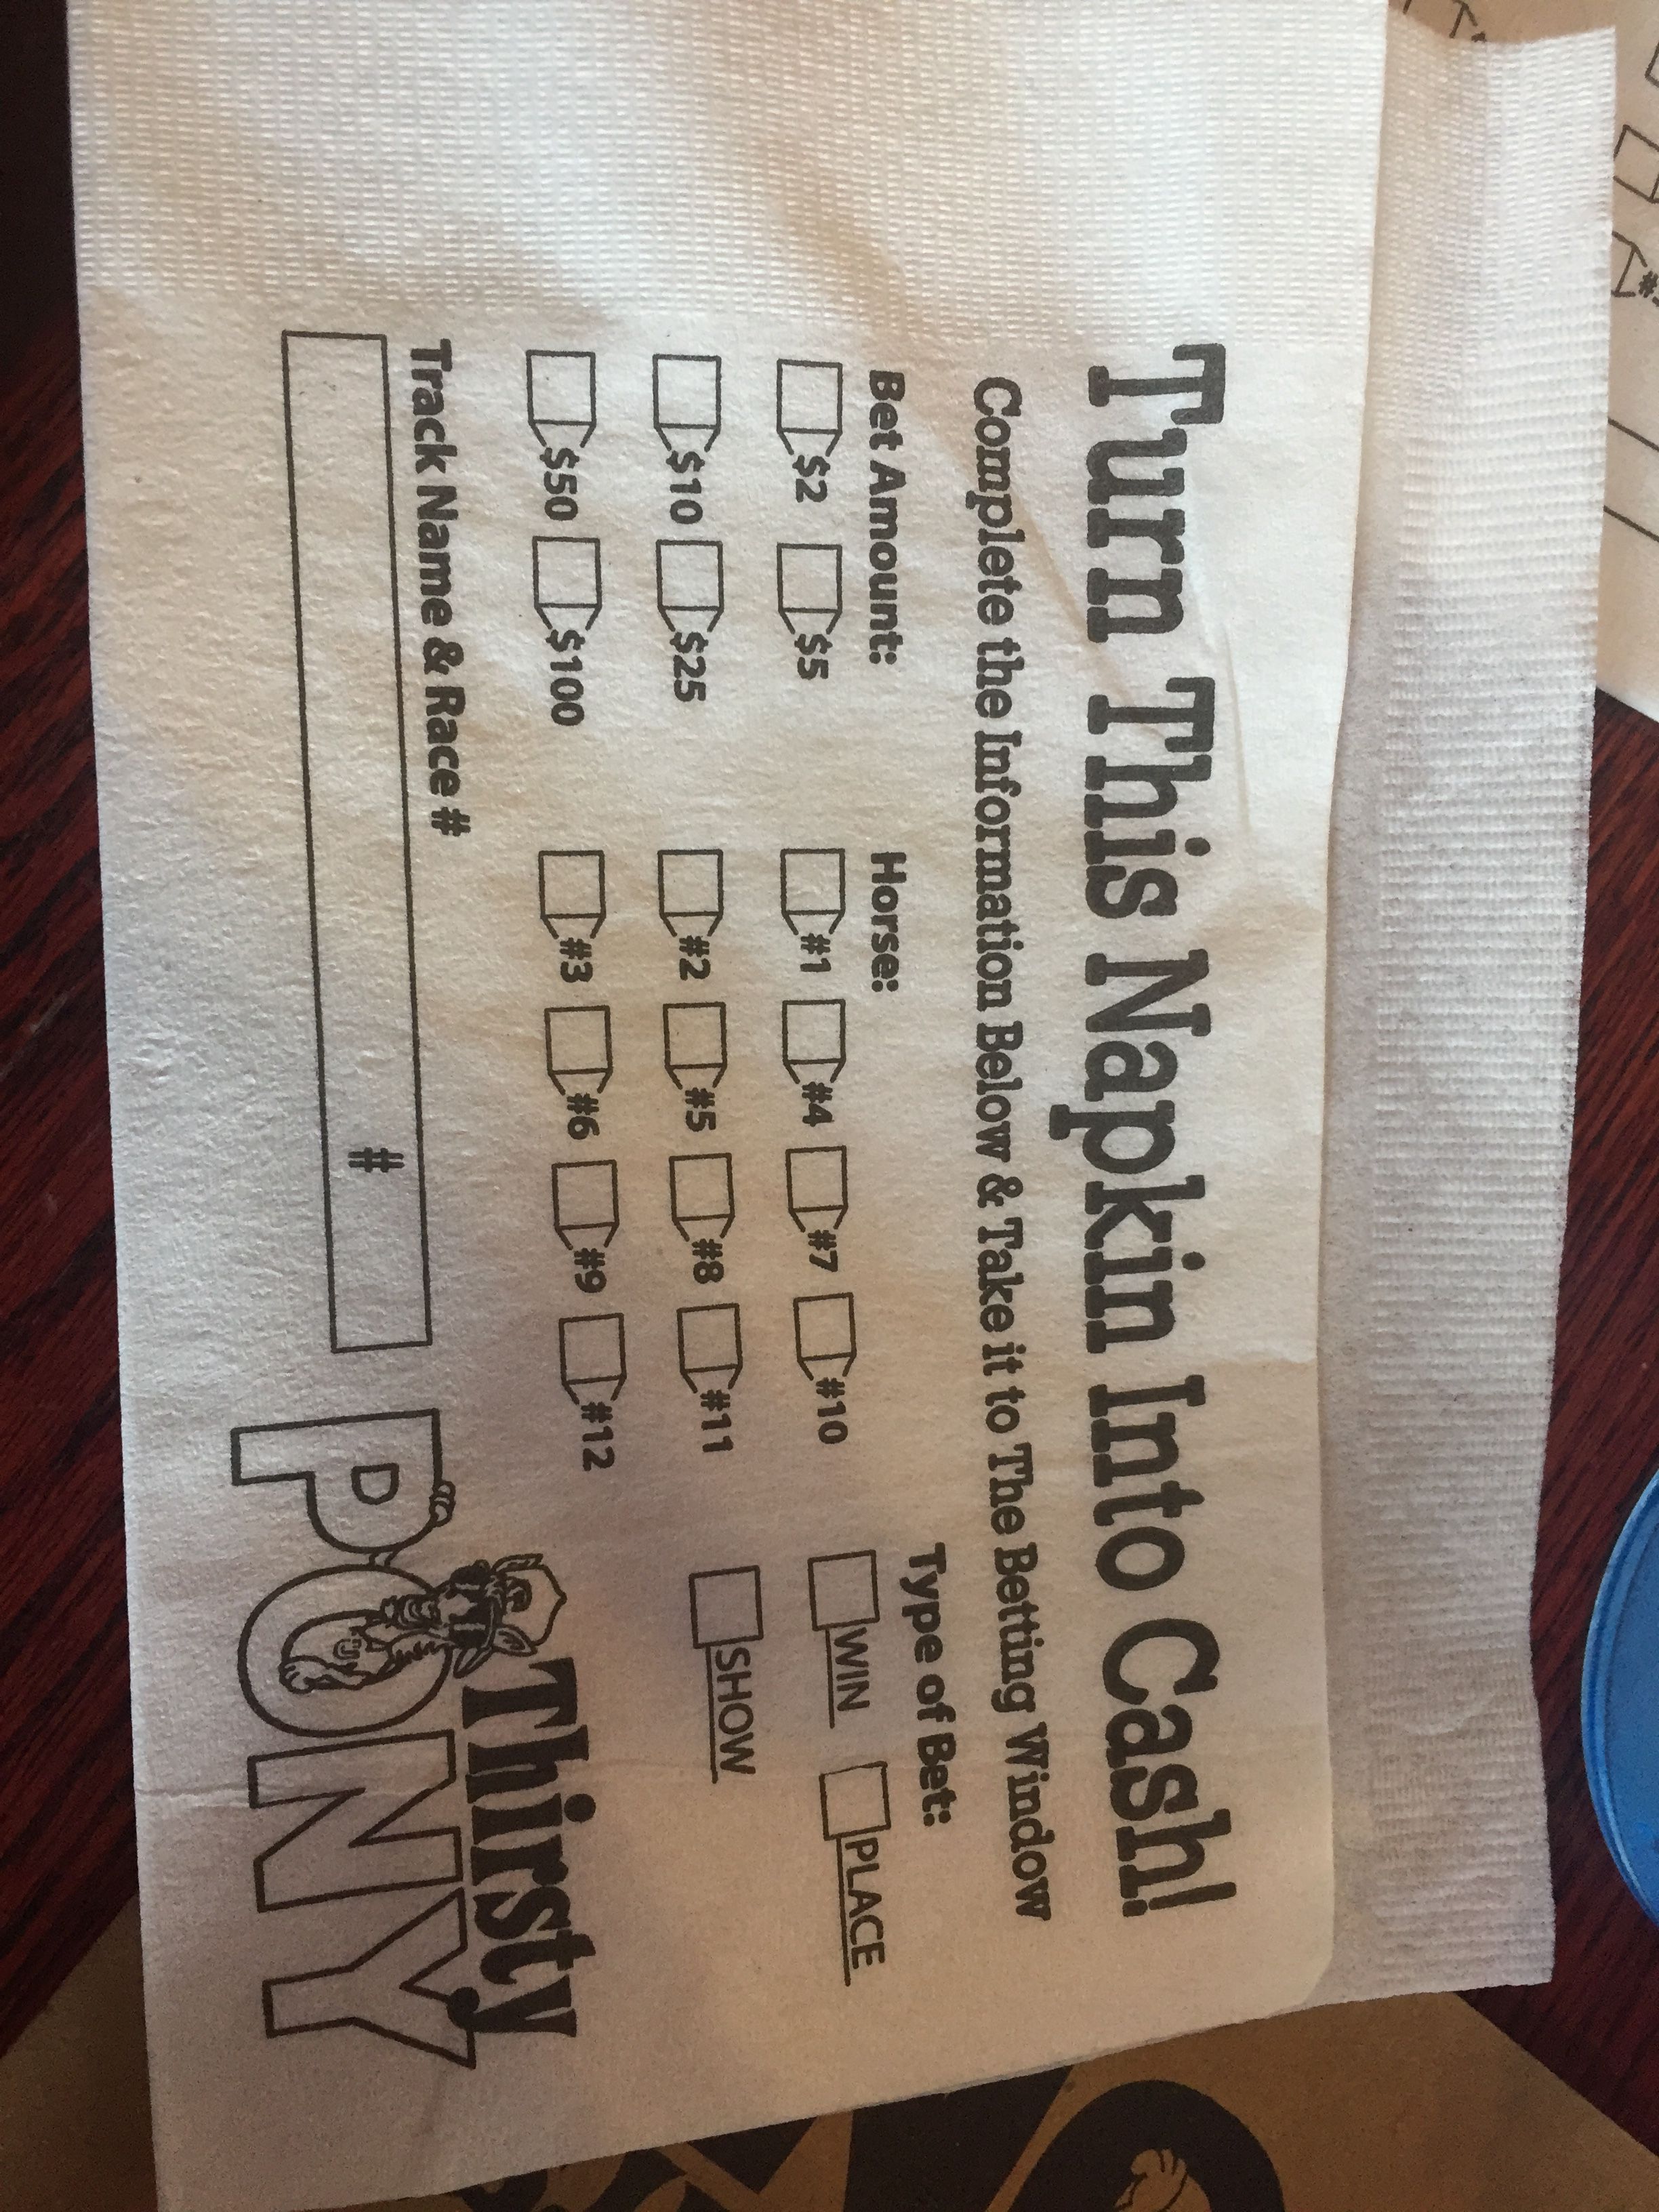 Turn This Napkin Into Cash!
Complete the Information Below & Take it to The Betting Window
Bet Amount: Horse: Type of Bet:
$2 $5 #1 #4 #7 #10 WIN PLACE
$10 $25 #2 #5 #8 #11 SHOW
$50 $100 #3 #6 #9 #12
Track Name & Race #
#
Thirsty
PONY